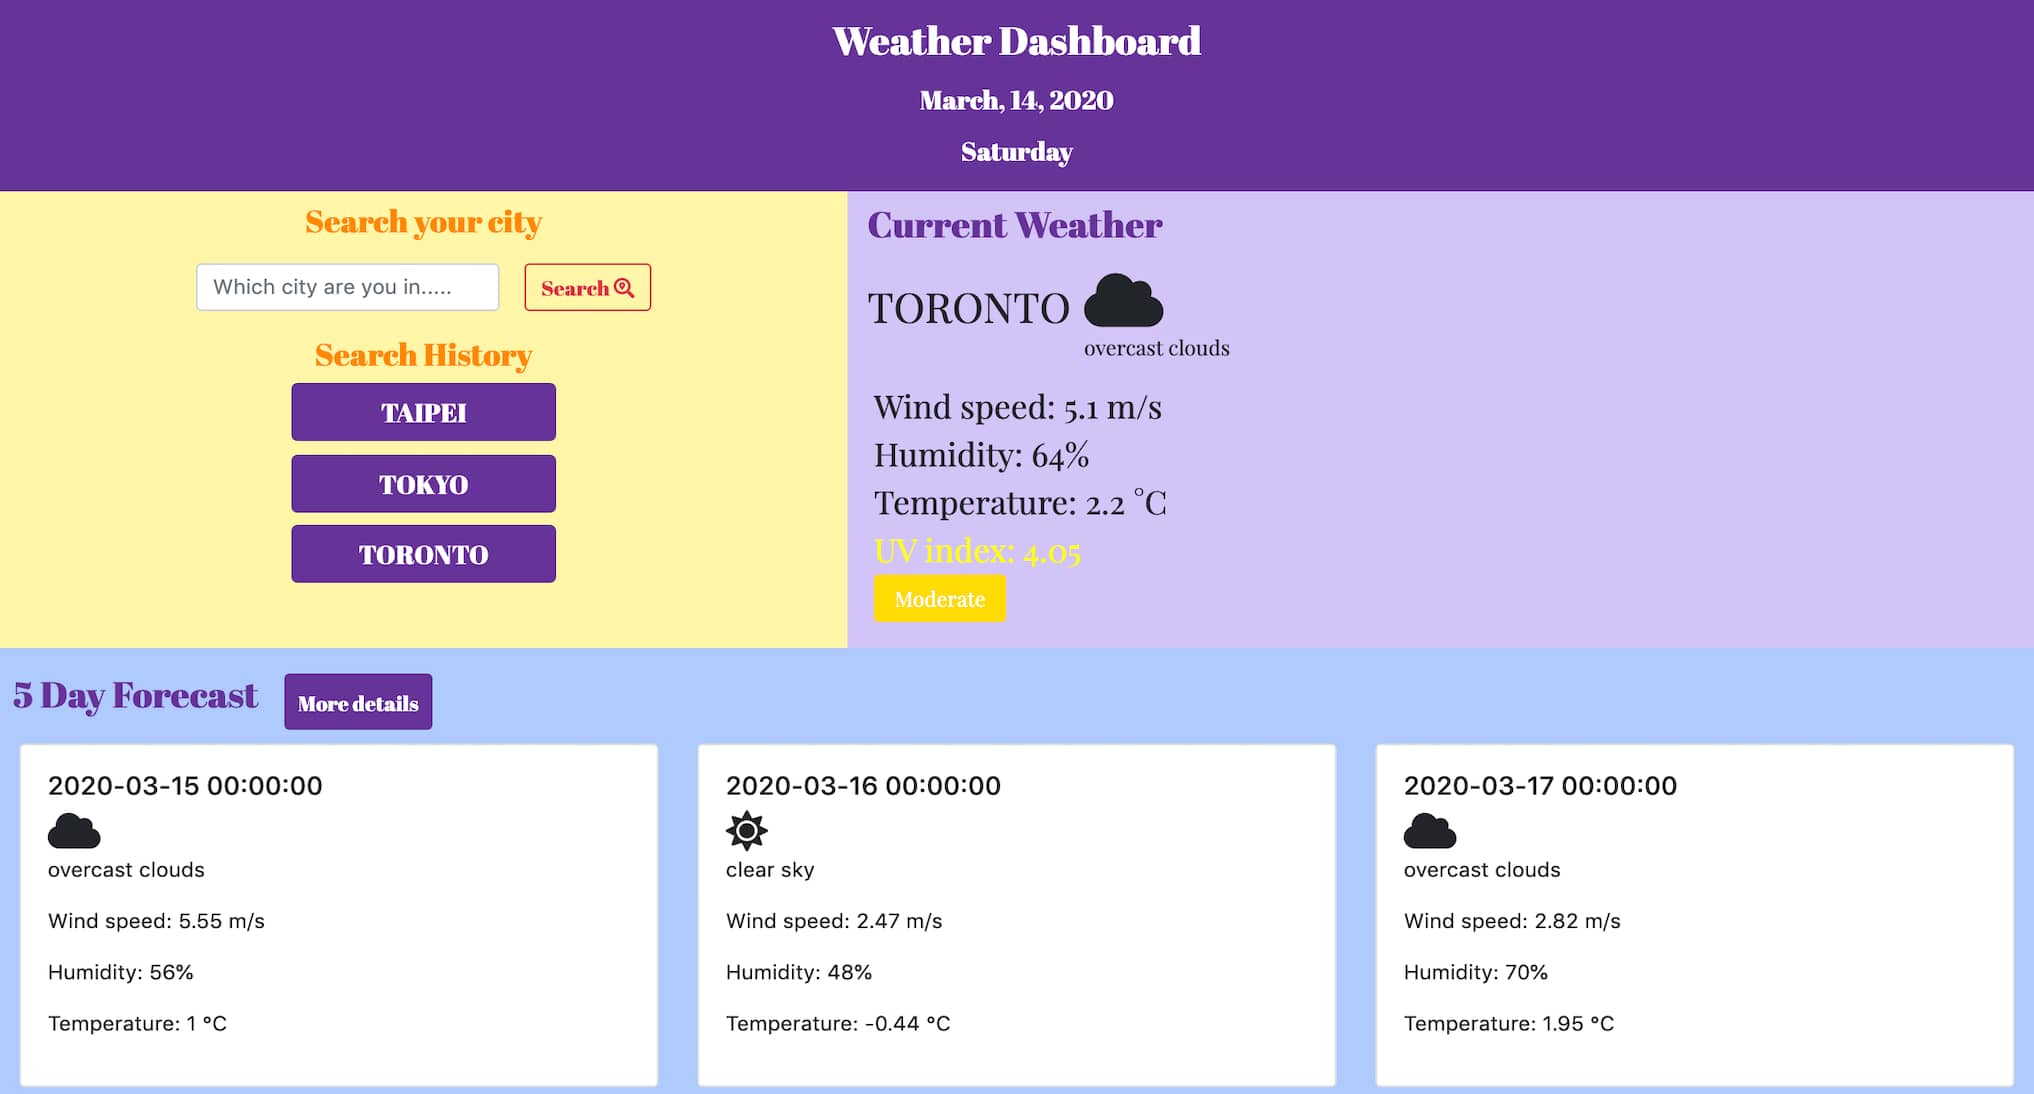 Weather Dashboard
March, 14, 2020
Saturday
Search your city
Which city are you in.....
Search
Search History
TAIPEI
TOKYO
TORONTO
Current Weather
TORONTO
overcast clouds
Wind speed: 5.1 m/s
Humidity: 64%
Temperature: 2.2 °C
UV index: 4.05
Moderate
5 Day Forecast
More details
2020-03-15 00:00:00
overcast clouds
Wind speed: 5.55 m/s
Humidity: 56%
Temperature: 1 °C
2020-03-16 00:00:00
clear sky
Wind speed: 2.47 m/s
Humidity: 48%
Temperature: -0.44 °C
2020-03-17 00:00:00
overcast clouds
Wind speed: 2.82 m/s
Humidity: 70%
Temperature: 1.95 °C